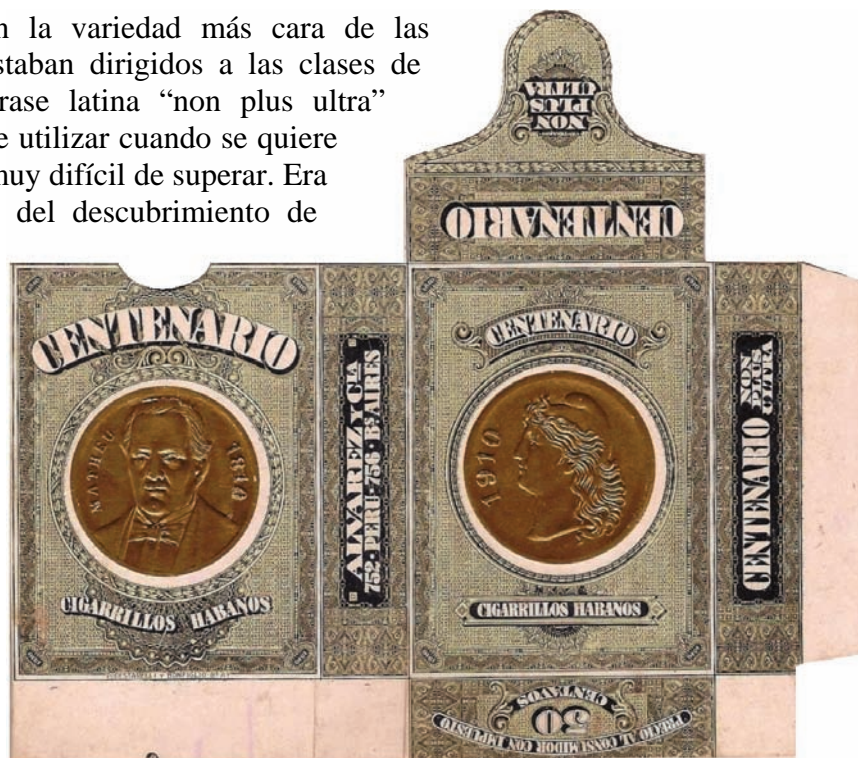 n la variedad más cara de las
staban dirigidos a las clases de
rase latina “non plus ultra”
e utilizar cuando se quiere
muy difícil de superar. Era
del descubrimiento de
NON
PLUS
ULTRA
CENTENARIO
CENTENARIO
MATHEU 1810
CIGARRILLOS HABANOS
ALVAREZ Y CIA
752 · PERU · 756 · Bs AIRES
CENTENARIO
1910
CIGARRILLOS HABANOS
CENTENARIO NON
PLUS
ULTRA
30
CENTAVOS
PRECIO AL CONSUMIDOR CON IMPUESTO